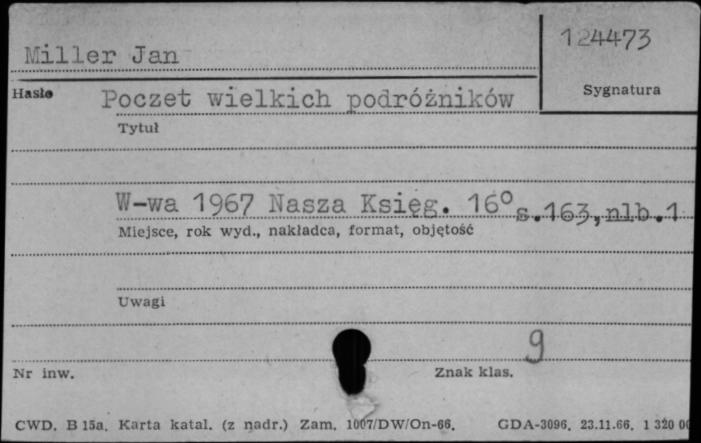 124473
Miller Jan
Hasło
Sygnatura
Poczet wielkich podróżników
Tytuł
W-wa 1967 Nasza Księg. 16° s.163,nlb.1
Miejsce, rok wyd., nakładca, format, objętość
Uwagi
9
Nr inw.
Znak klas.
CWD. B 15a. Karta katal. (z nadr.) Zam. 1007/DW/On-66. GDA-3096. 23.11.66. 1 320 00